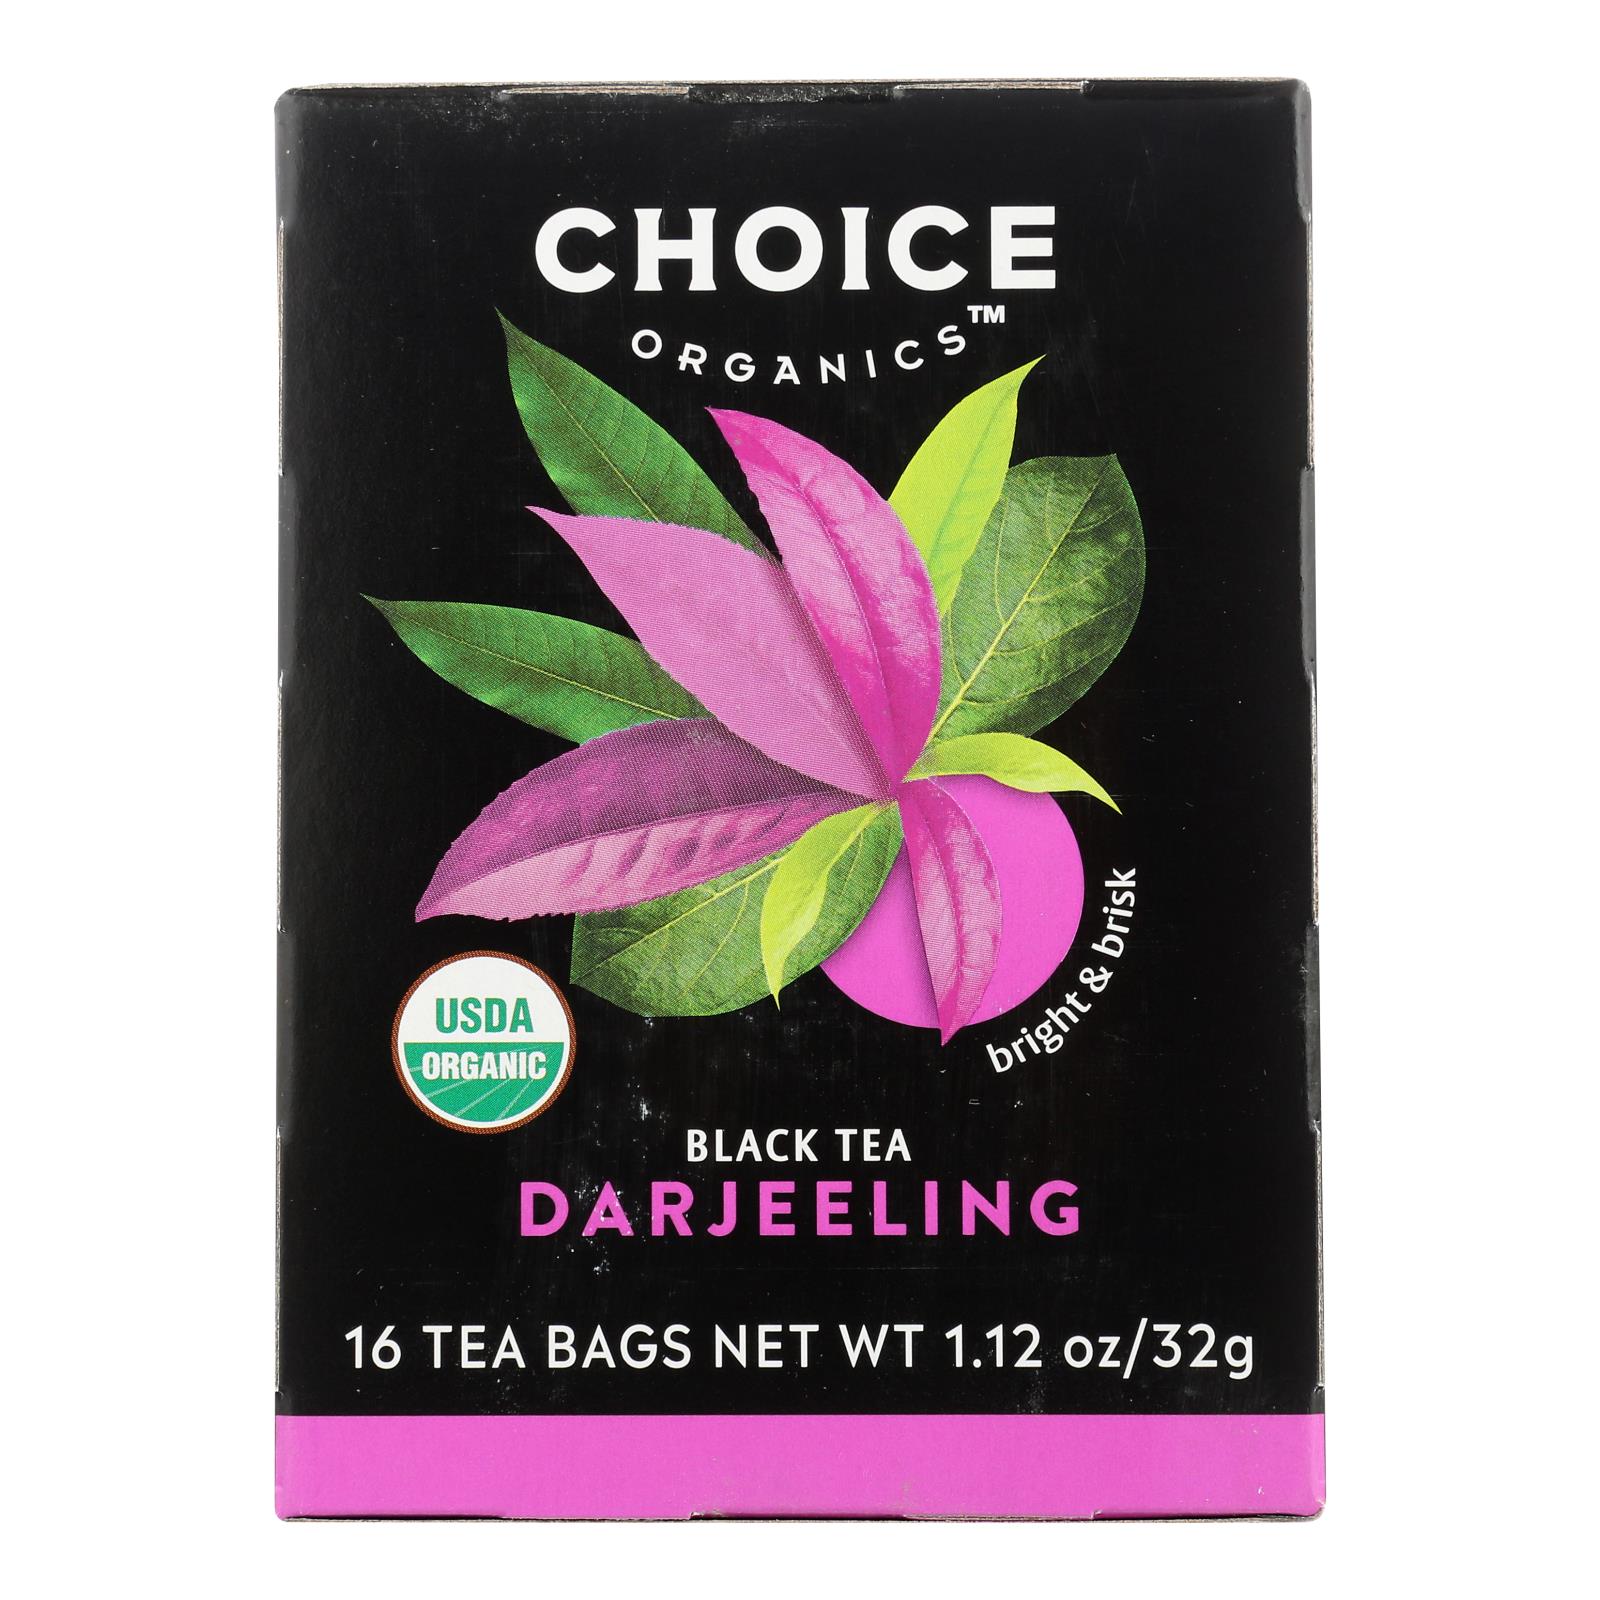 CHOICE
ORGANICS™
bright & brisk
USDA
ORGANIC
BLACK TEA
DARJEELING
16 TEA BAGS NET WT 1.12 oz/32g